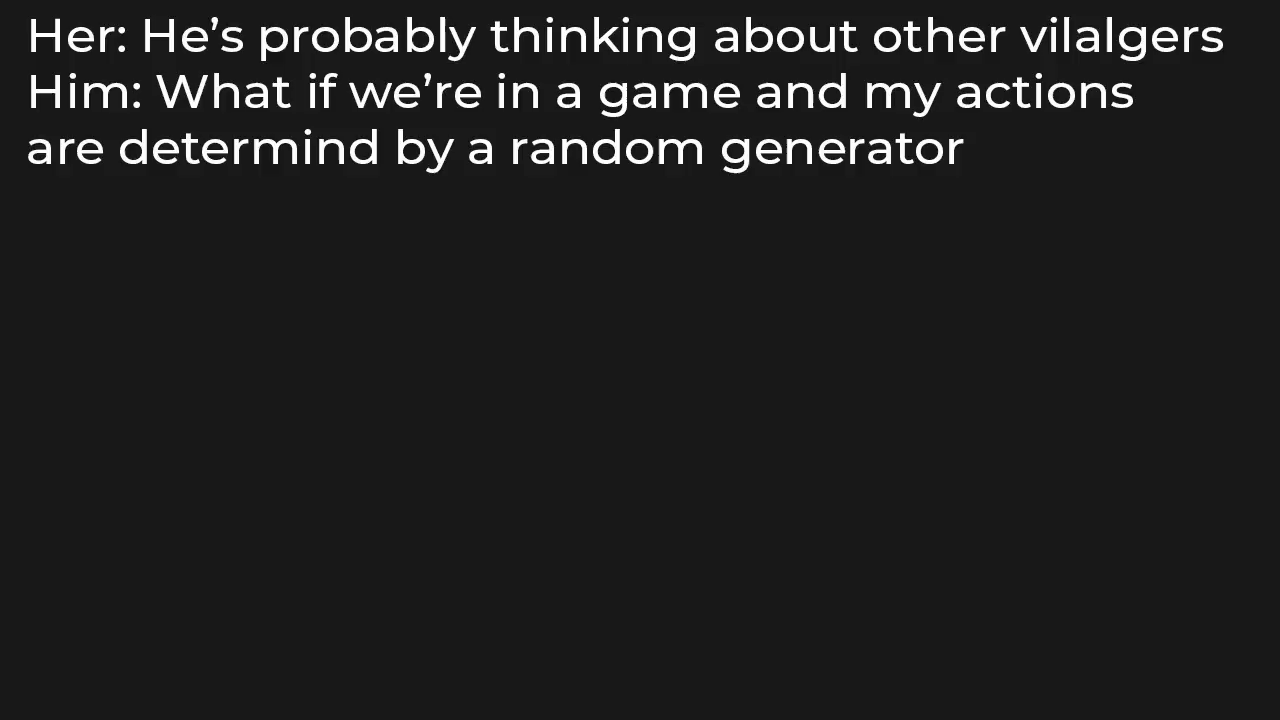 Her: He’s probably thinking about other vilalgers
Him: What if we’re in a game and my actions
are determind by a random generator